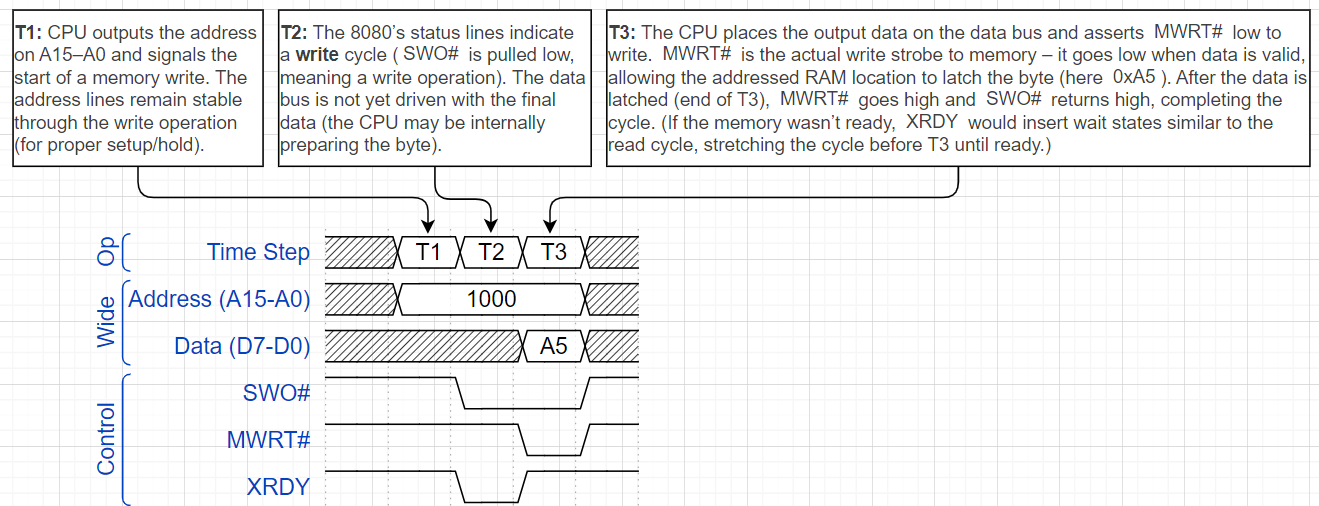 T1: CPU outputs the address
on A15–A0 and signals the
start of a memory write. The
address lines remain stable
through the write operation
(for proper setup/hold).
T2: The 8080’s status lines indicate
a write cycle ( SWO# is pulled low,
meaning a write operation). The data
bus is not yet driven with the final
data (the CPU may be internally
preparing the byte).
T3: The CPU places the output data on the data bus and asserts MWRT# low to
write. MWRT# is the actual write strobe to memory – it goes low when data is valid,
allowing the addressed RAM location to latch the byte (here 0xA5 ). After the data is
latched (end of T3), MWRT# goes high and SWO# returns high, completing the
cycle. (If the memory wasn’t ready, XRDY would insert wait states similar to the
read cycle, stretching the cycle before T3 until ready.)
Op
Time Step
T1 T2 T3
Wide
Address (A15-A0)
1000
Data (D7-D0)
A5
Control
SWO#
MWRT#
XRDY